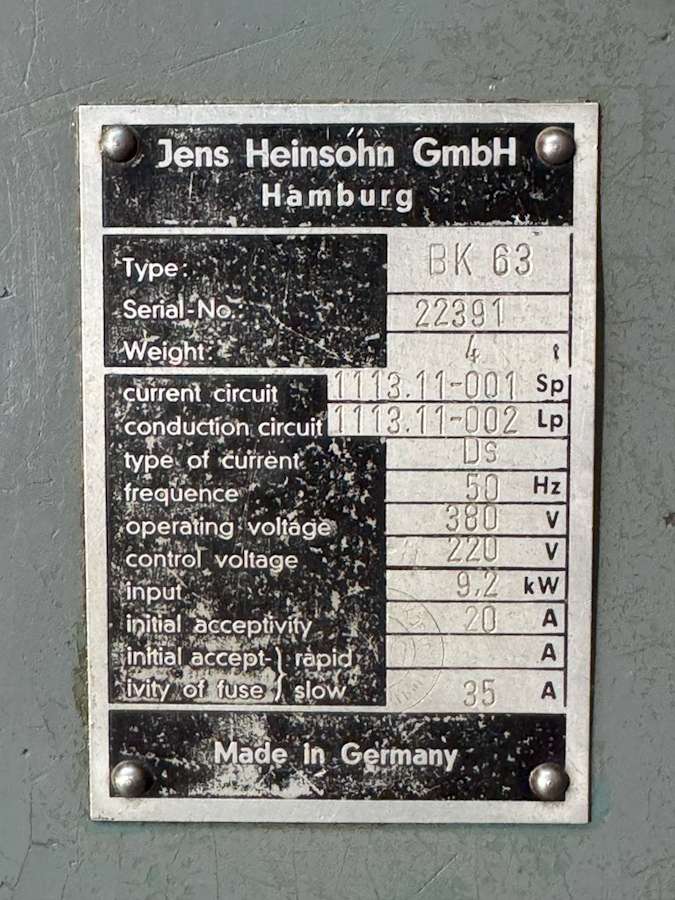 Jens Heinsohn GmbH
Hamburg
Type: BK 63
Serial-No.: 22391
Weight: 4 t
current circuit 1113.11-001 Sp
conduction circuit 1113.11-002 Lp
type of current Ds
frequence 50 Hz
operating voltage 380 V
control voltage 220 V
input 9,2 kW
initial acceptivity 20 A
initial accept- } rapid A
ivity of fuse } slow 35 A
Made in Germany